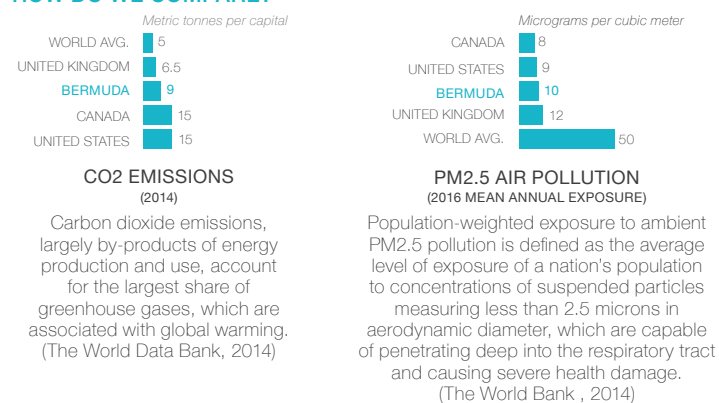 HOW DO WE COMPARE?
Metric tonnes per capital
WORLD AVG. 5
UNITED KINGDOM 6.5
BERMUDA 9
CANADA 15
UNITED STATES 15
CO2 EMISSIONS
(2014)
Carbon dioxide emissions,
largely by-products of energy
production and use, account
for the largest share of
greenhouse gases, which are
associated with global warming.
(The World Data Bank, 2014)
Micrograms per cubic meter
CANADA 8
UNITED STATES 9
BERMUDA 10
UNITED KINGDOM 12
WORLD AVG. 50
PM2.5 AIR POLLUTION
(2016 MEAN ANNUAL EXPOSURE)
Population-weighted exposure to ambient
PM2.5 pollution is defined as the average
level of exposure of a nation's population
to concentrations of suspended particles
measuring less than 2.5 microns in
aerodynamic diameter, which are capable
of penetrating deep into the respiratory tract
and causing severe health damage.
(The World Bank , 2014)